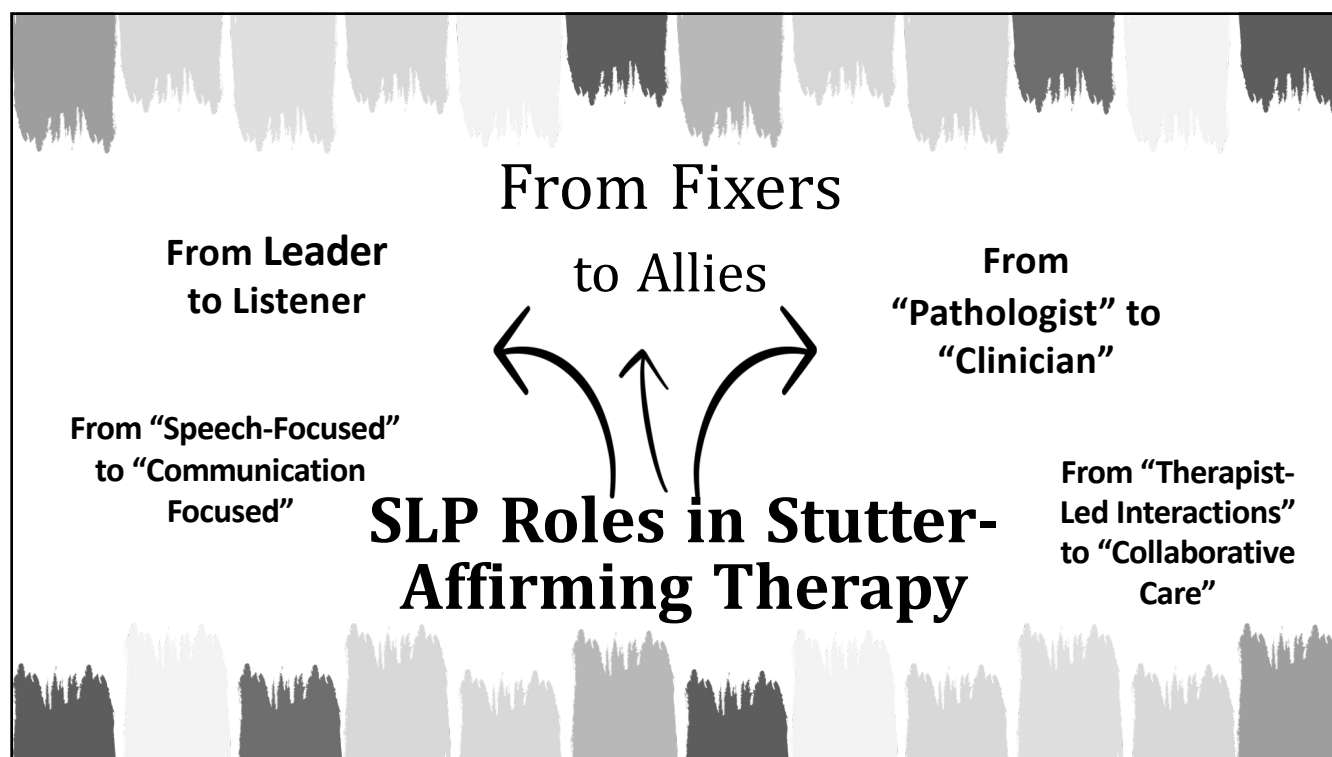 From Fixers
to Allies
From Leader
to Listener
From
“Pathologist” to
“Clinician”
From “Speech-Focused”
to “Communication
Focused”
From “Therapist-
Led Interactions”
to “Collaborative
Care”
SLP Roles in Stutter-
Affirming Therapy